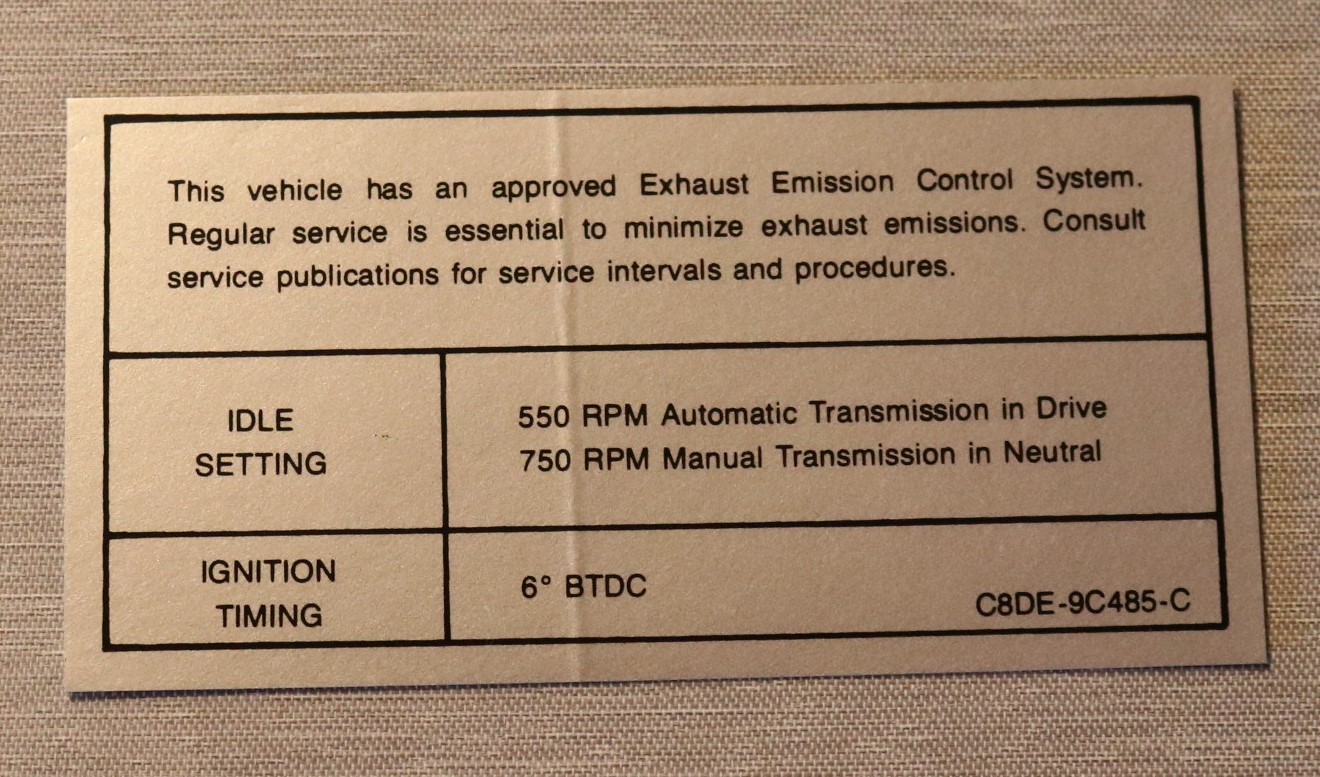 This vehicle has an approved Exhaust Emission Control System.
Regular service is essential to minimize exhaust emissions. Consult
service publications for service intervals and procedures.
IDLE
SETTING
550 RPM Automatic Transmission in Drive
750 RPM Manual Transmission in Neutral
IGNITION
TIMING
6° BTDC
C8DE-9C485-C